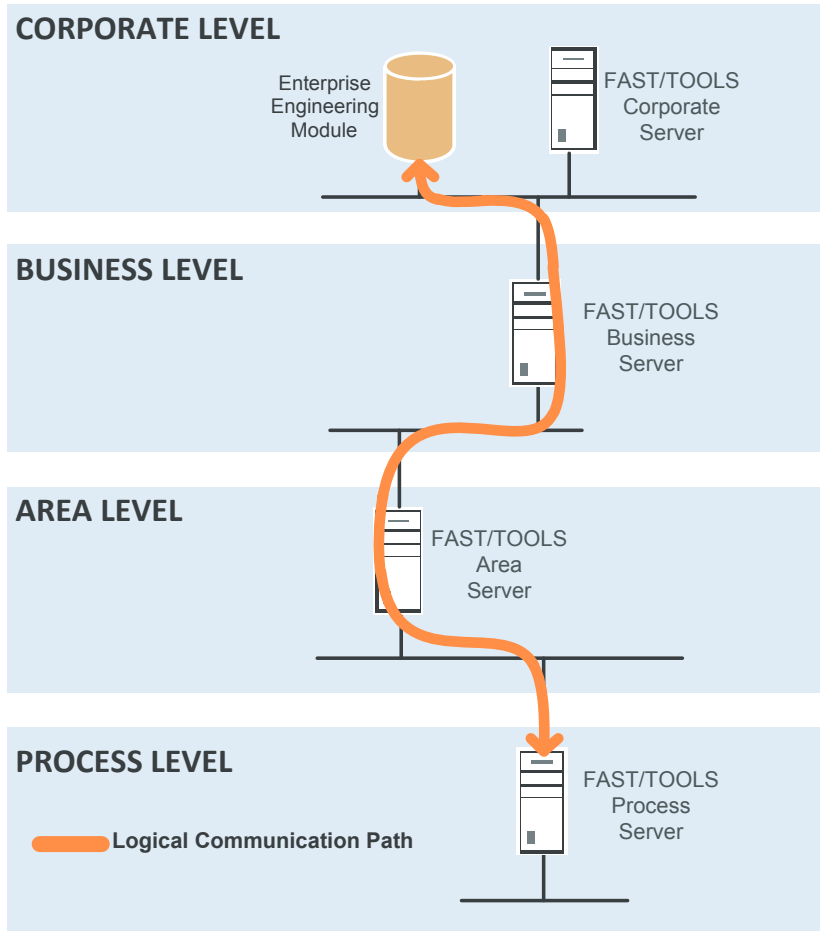 CORPORATE LEVEL
Enterprise
Engineering
Module
FAST/TOOLS
Corporate
Server
BUSINESS LEVEL
FAST/TOOLS
Business
Server
AREA LEVEL
FAST/TOOLS
Area
Server
PROCESS LEVEL
FAST/TOOLS
Process
Server
Logical Communication Path